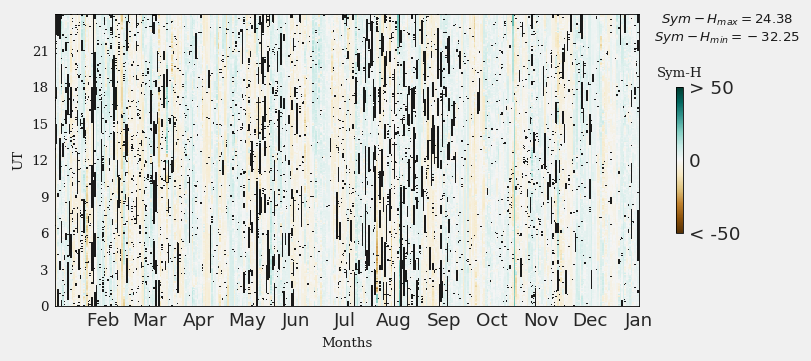 Sym − H_max = 24.38
Sym − H_min = −32.25
Sym-H
> 50
0
< -50
21
18
15
12
9
6
3
0
UT
Feb Mar Apr May Jun Jul Aug Sep Oct Nov Dec Jan
Months